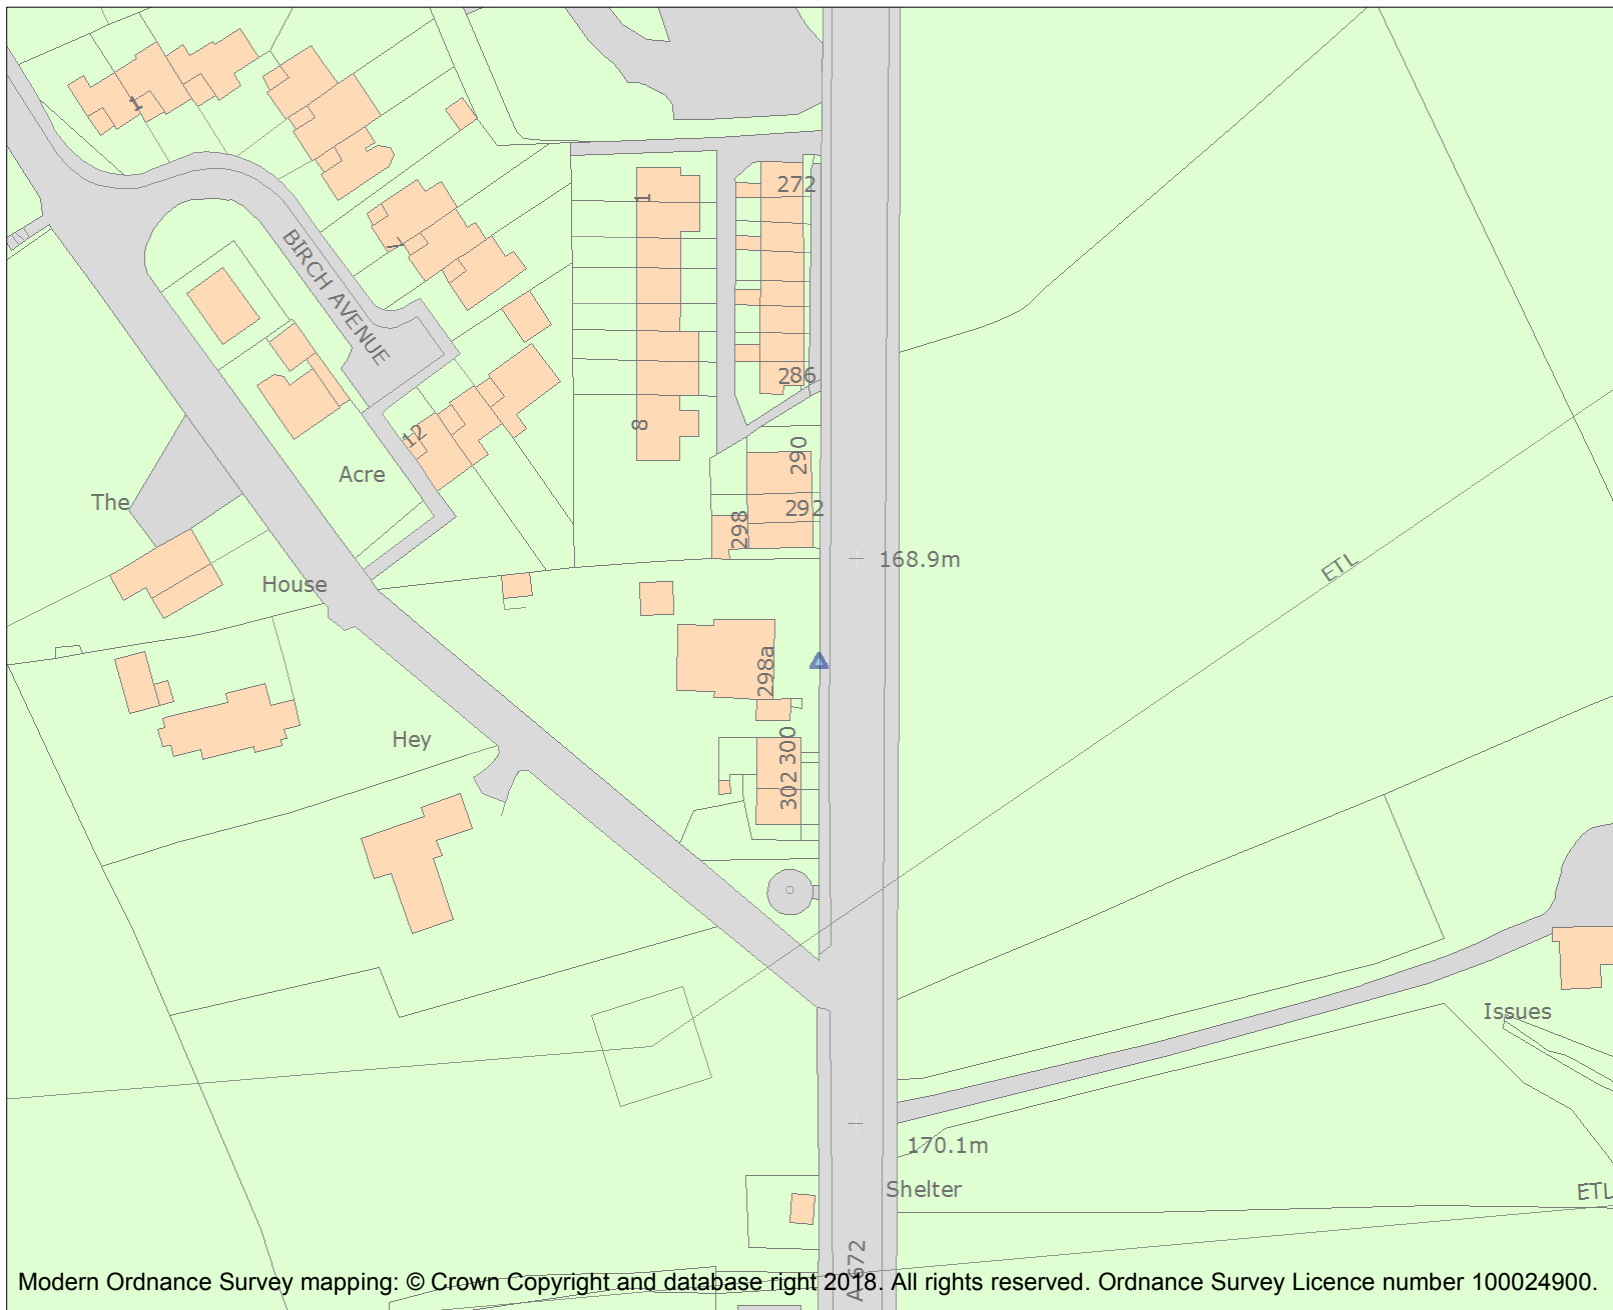 1
272
1
7
BIRCH AVENUE
286
8
12
290
Acre
The
292
298
168.9m
ETL
House
298a
Hey
300
302
Issues
170.1m
Shelter
ETL
A672
Modern Ordnance Survey mapping: © Crown Copyright and database right 2018. All rights reserved. Ordnance Survey Licence number 100024900.